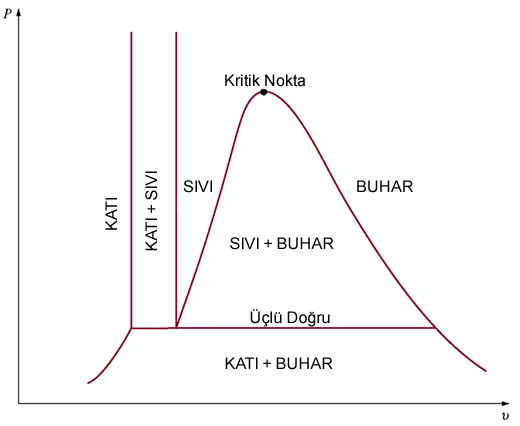 P
Kritik Nokta
KATI
KATI + SIVI
SIVI
BUHAR
SIVI + BUHAR
Üçlü Doğru
KATI + BUHAR
υ